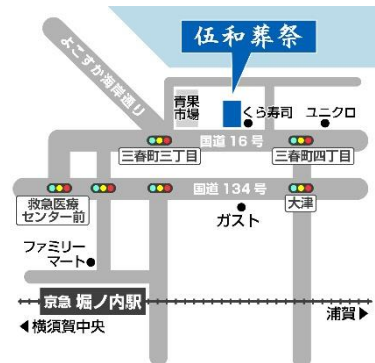 伍和葬祭
よこすか海岸通り
青果
市場
くら寿司
ユニクロ
国道16号
三春町三丁目
三春町四丁目
国道134号
救急医療
センター前
大津
ガスト
ファミリー
マート
京急 堀ノ内駅
浦賀▶
◀横須賀中央